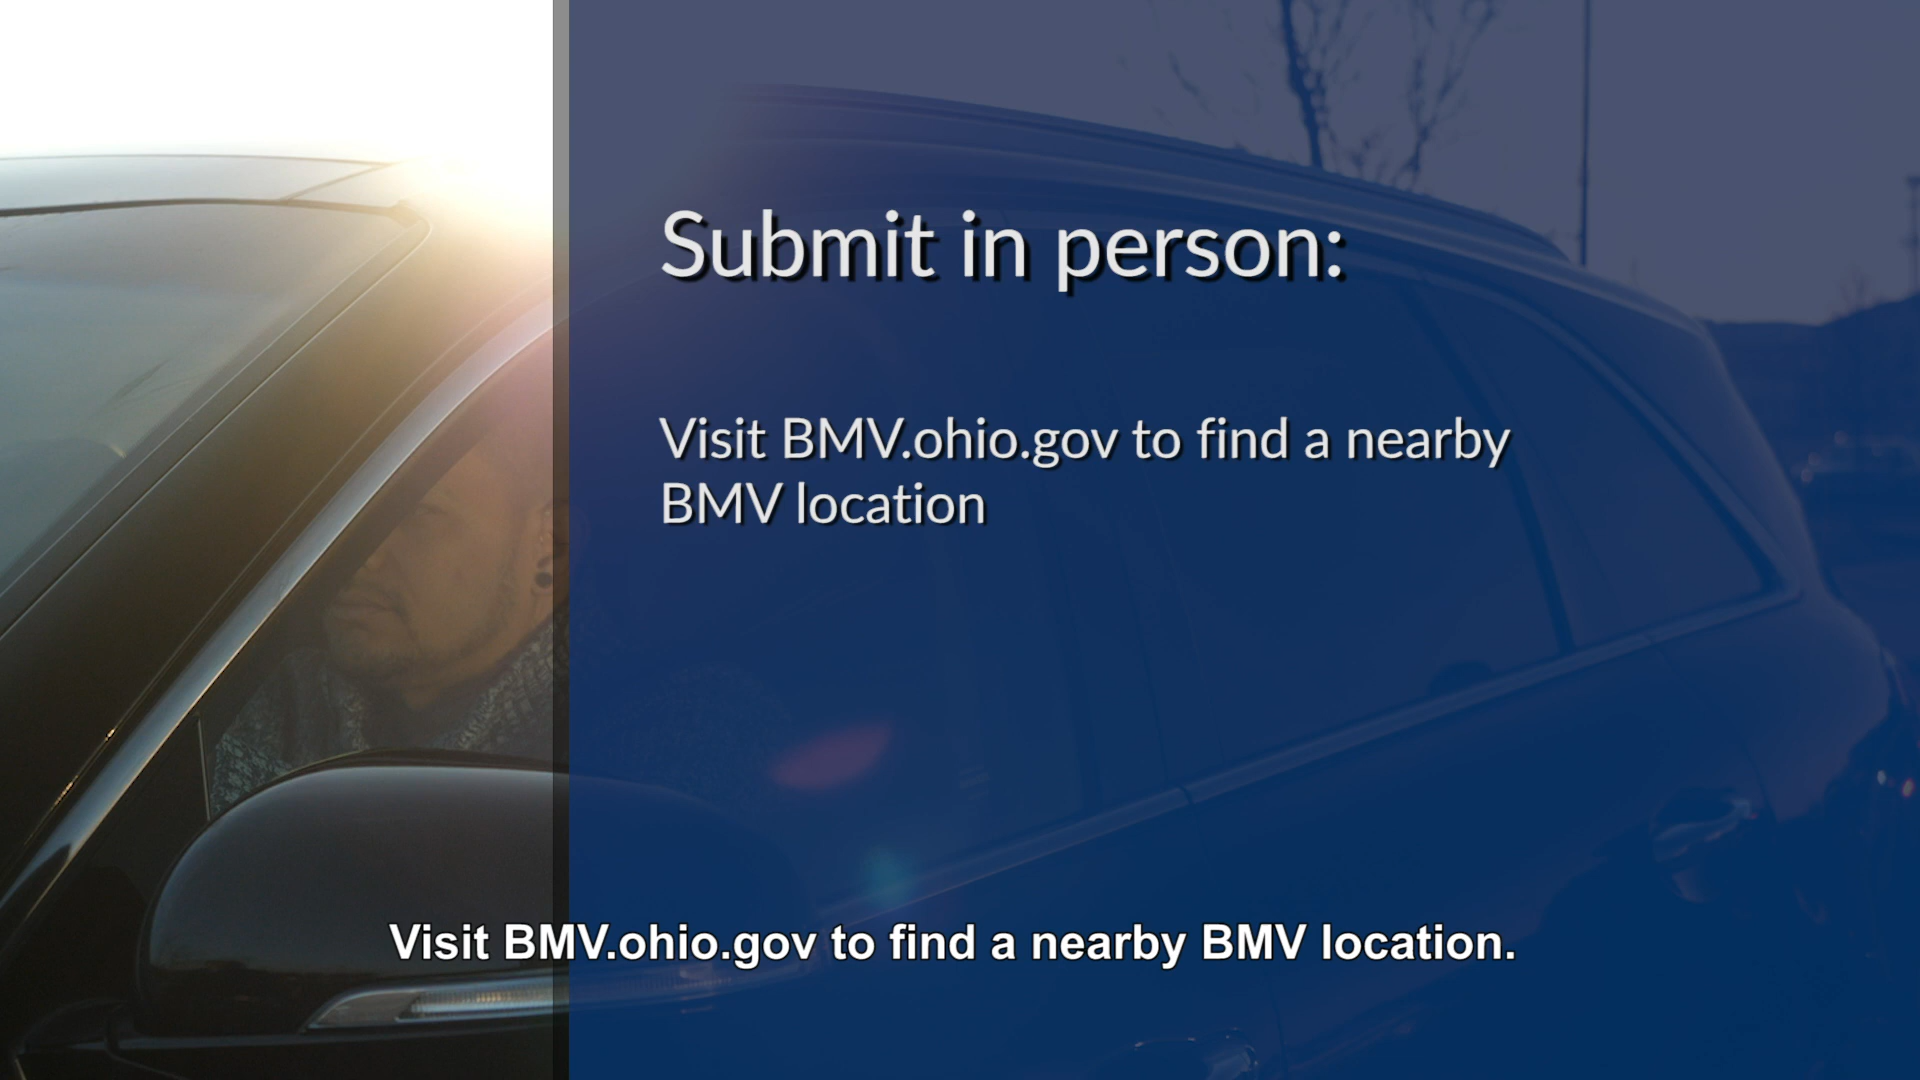 Submit in person:
Visit BMV.ohio.gov to find a nearby
BMV location
Visit BMV.ohio.gov to find a nearby BMV location.